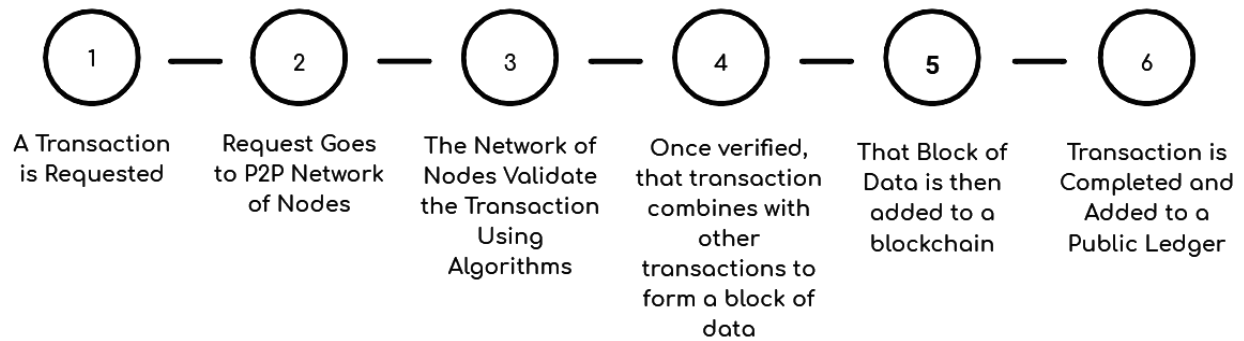 1
2
3
4
5
6
A Transaction
is Requested
Request Goes
to P2P Network
of Nodes
The Network of
Nodes Validate
the Transaction
Using
Algorithms
Once verified,
that transaction
combines with
other
transactions to
form a block of
data
That Block of
Data is then
added to a
blockchain
Transaction is
Completed and
Added to a
Public Ledger